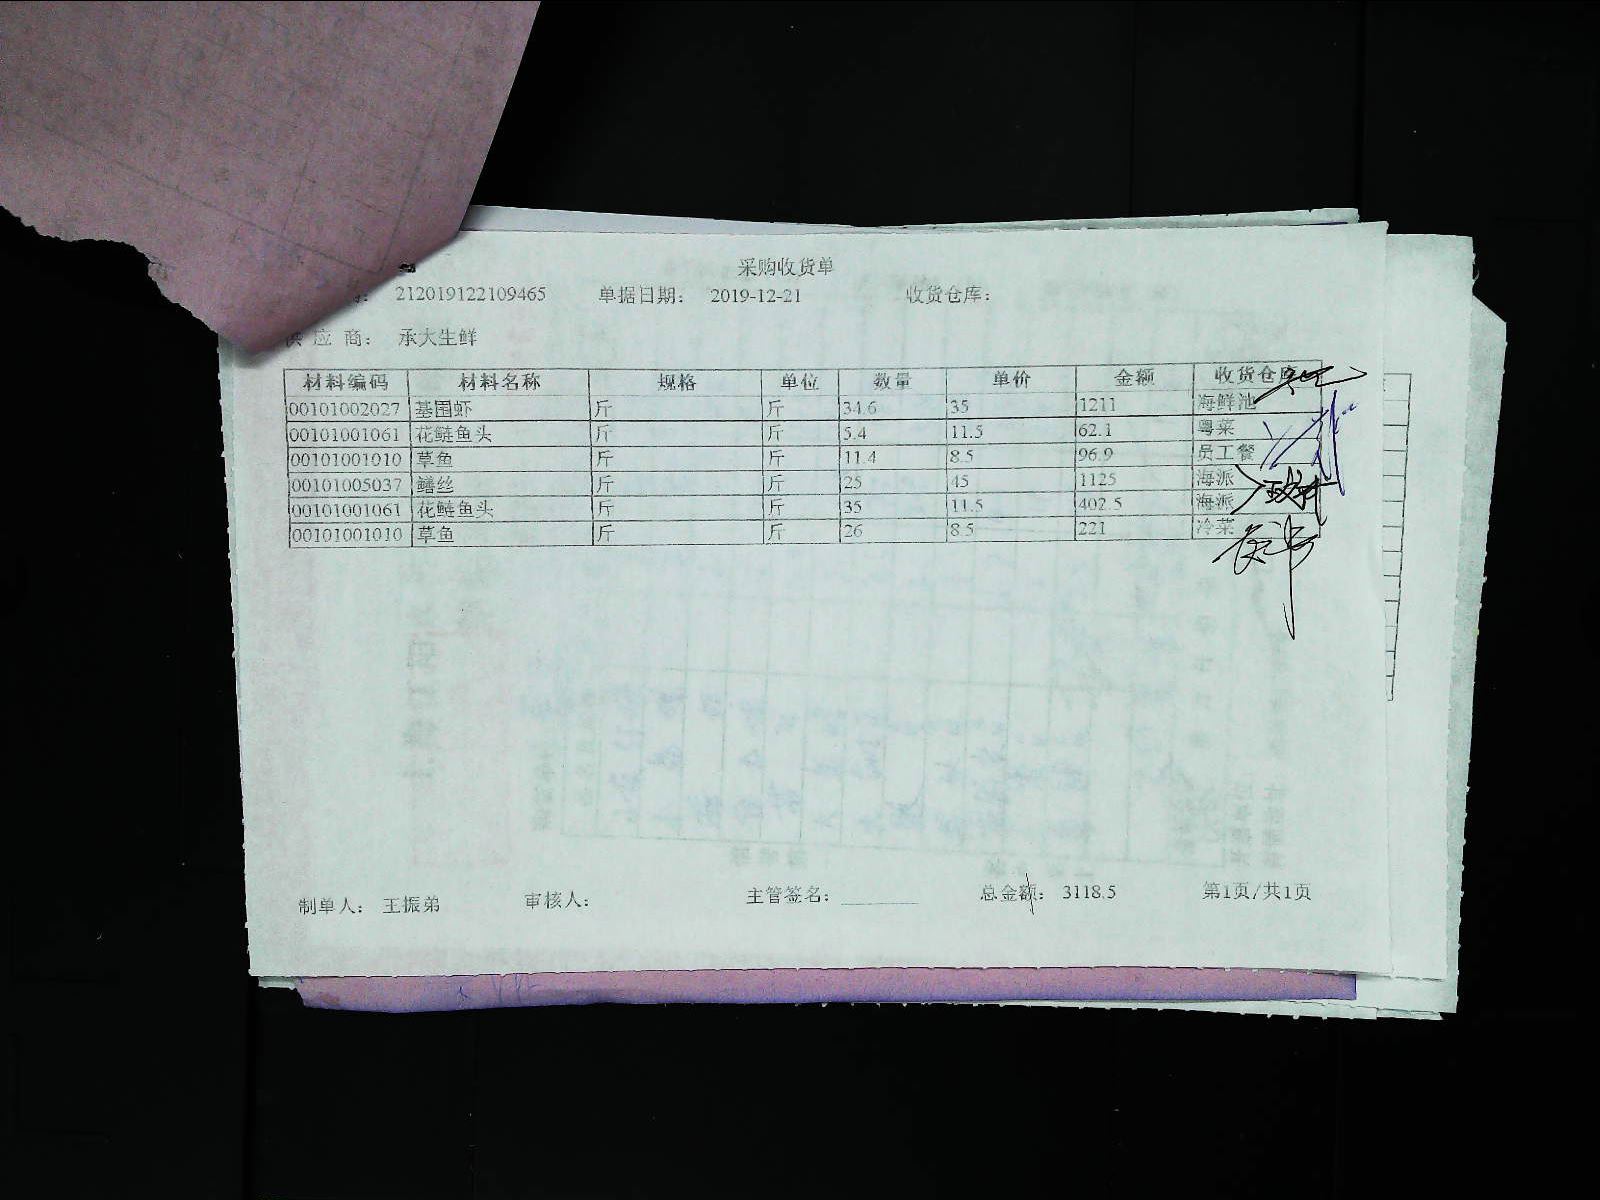 采购收货单
212019122109465 单据日期: 2019-12-21 收货仓库:
供 应 商: 承大生鲜
材料编码 材料名称 规格 单位 数量 单价 金额 收货仓库
00101002027 基围虾 斤 斤 34.6 35 1211 海鲜池
00101001061 花鲢鱼头 斤 斤 5.4 11.5 62.1 粤菜
00101001010 草鱼 斤 斤 11.4 8.5 96.9 员工餐
00101005037 鳝丝 斤 斤 25 45 1125 海派
00101001061 花鲢鱼头 斤 斤 35 11.5 402.5 海派
00101001010 草鱼 斤 斤 26 8.5 221 冷菜
制单人: 王振弟 审核人: 主管签名: 总金额: 3118.5 第1页/共1页